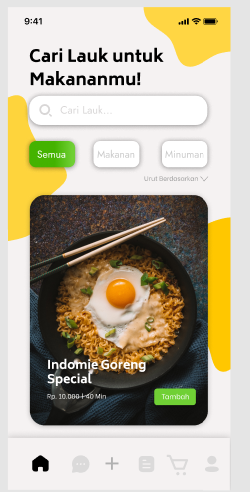 9:41
Cari Lauk untuk
Makananmu!
Cari Lauk...
Semua
Makanan
Minuman
Urut Berdasarkan
Indomie Goreng
Special
Rp. 10.000 | 40 Min
Tambah